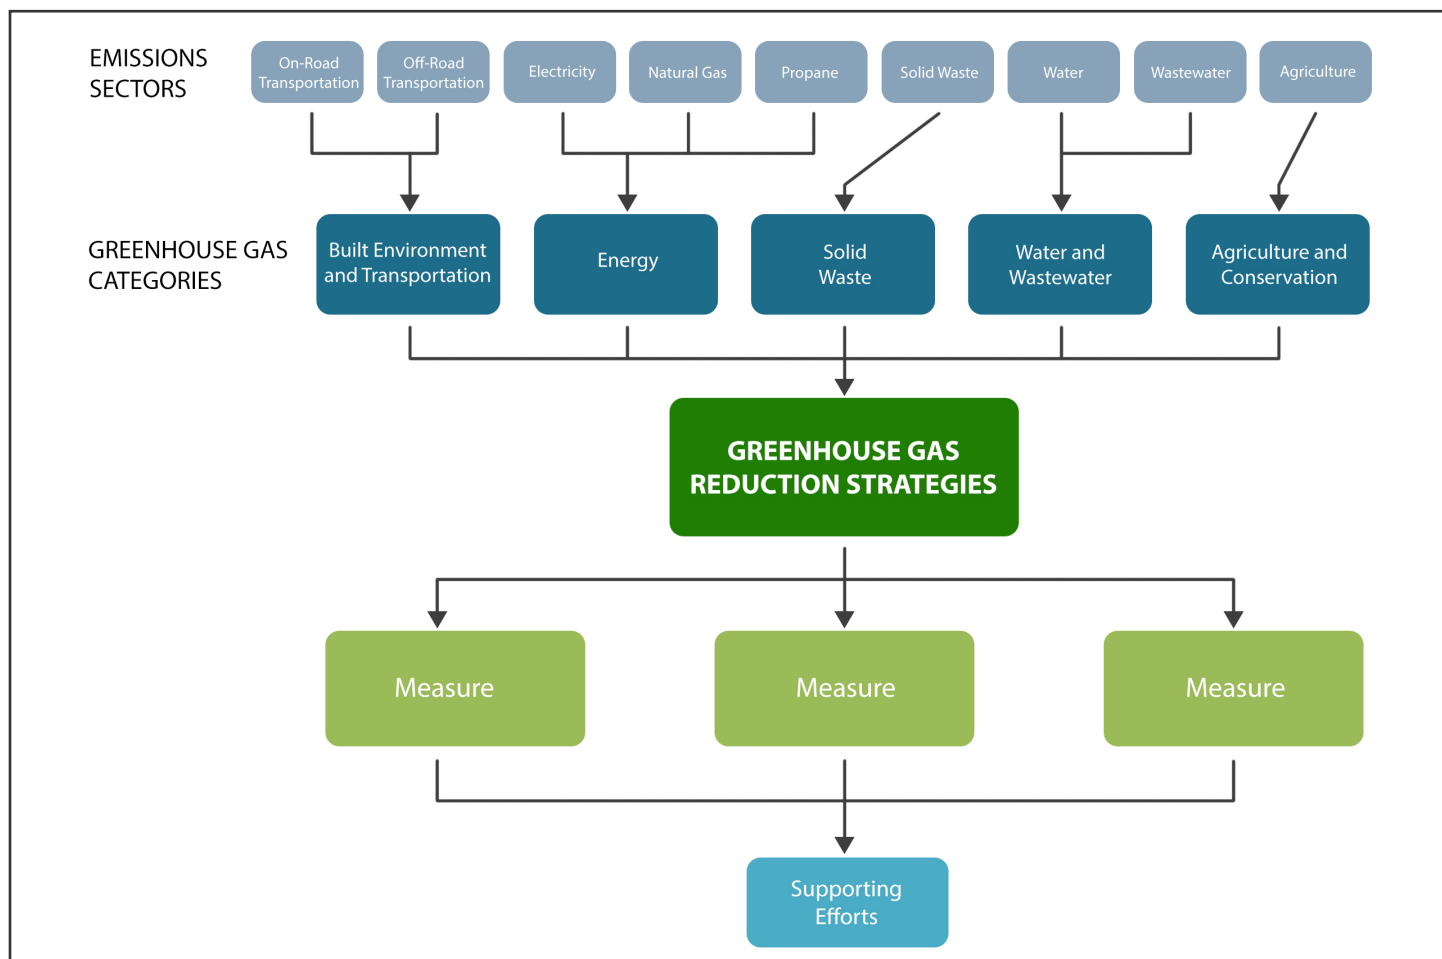 EMISSIONS
SECTORS
On-Road
Transportation
Off-Road
Transportation
Electricity
Natural Gas
Propane
Solid Waste
Water
Wastewater
Agriculture
GREENHOUSE GAS
CATEGORIES
Built Environment
and Transportation
Energy
Solid
Waste
Water and
Wastewater
Agriculture and
Conservation
GREENHOUSE GAS
REDUCTION STRATEGIES
Measure
Measure
Measure
Supporting
Efforts